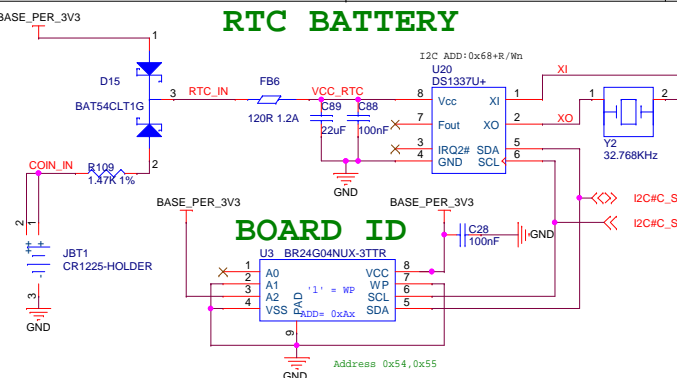 RTC BATTERY
BASE_PER_3V3
1
I2C ADD:0x68+R/Wn
U20
DS1337U+
XI
D15
BAT54CLT1G
3
RTC_IN
FB6
120R 1.2A
VCC_RTC
C89
22uF
C88
100nF
8
Vcc
XI
1
7
Fout
XO
2
XO
1
2
Y2
32.768KHz
3
IRQ2#
SDA
5
4
GND
SCL
6
GND
COIN_IN
R109
1.47K 1%
2
BASE_PER_3V3
BASE_PER_3V3
I2C#C_S
I2C#C_S
BOARD ID
2
1
JBT1
CR1225-HOLDER
3
GND
C28
100nF
GND
U3
BR24G04NUX-3TTR
1
A0
VCC
8
2
A1
WP
7
3
A2
SCL
6
4
VSS
SDA
5
PAD
'1' = WP
ADD= 0xAx
9
GND
Address 0x54,0x55